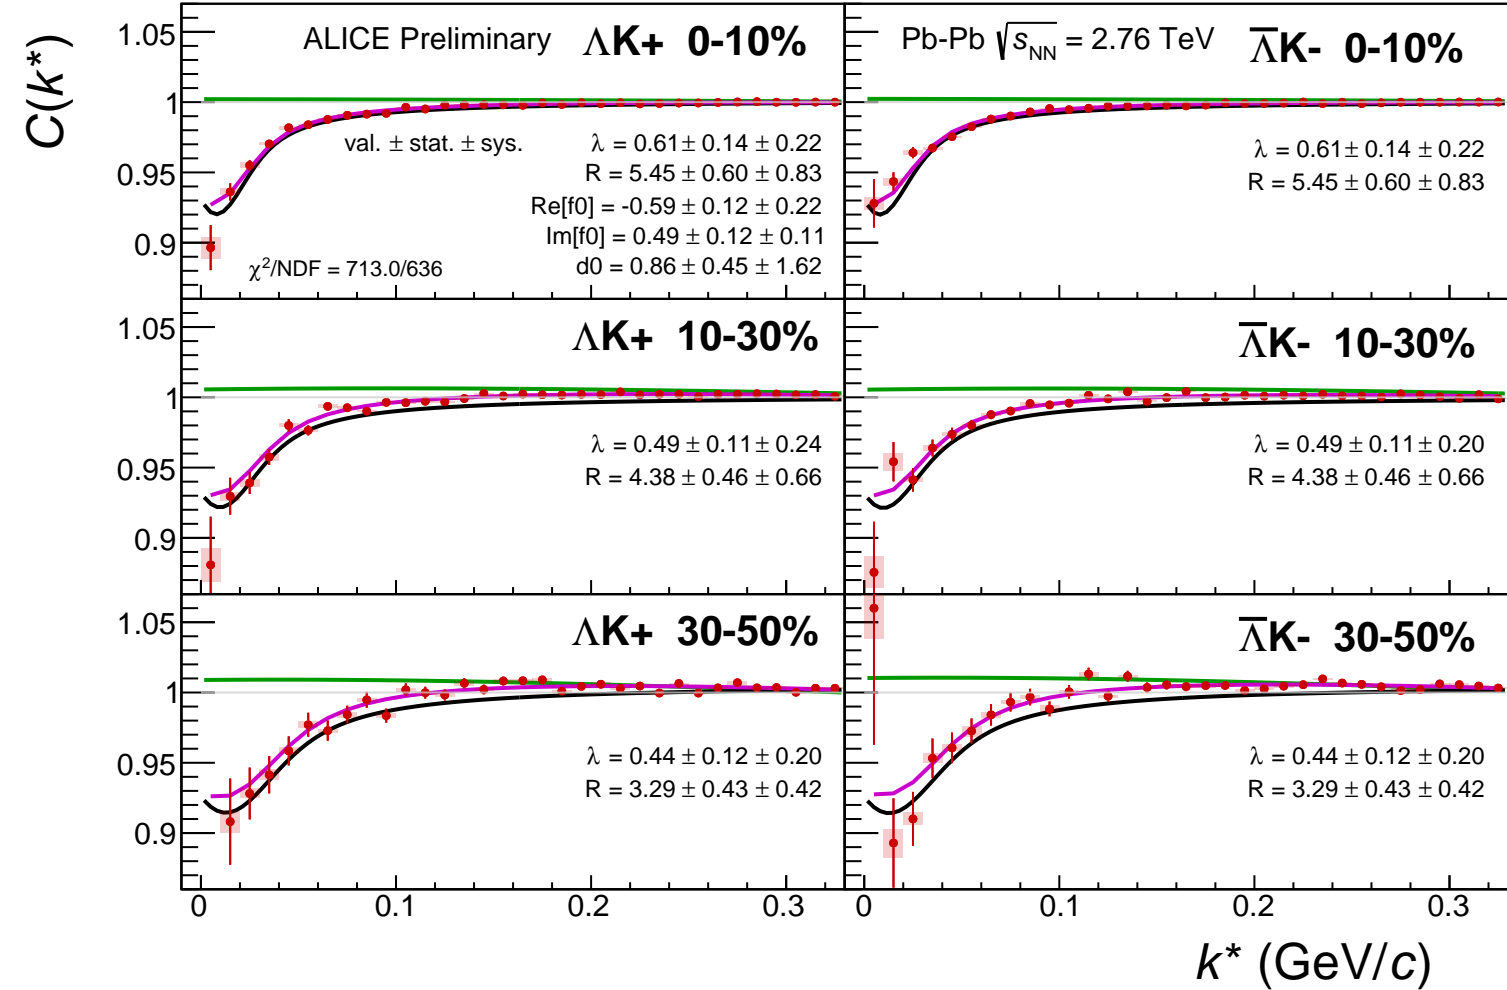 C(k*)
ALICE Preliminary ΛK+ 0-10%
1.05
1
0.95
0.9
val. ± stat. ± sys.
λ = 0.61± 0.14 ± 0.22
R = 5.45 ± 0.60 ± 0.83
Re[f0] = -0.59 ± 0.12 ± 0.22
Im[f0] = 0.49 ± 0.12 ± 0.11
d0 = 0.86 ± 0.45 ± 1.62
χ²/NDF = 713.0/636
Pb-Pb √sNN = 2.76 TeV Λ̅K- 0-10%
λ = 0.61± 0.14 ± 0.22
R = 5.45 ± 0.60 ± 0.83
ΛK+ 10-30%
1.05
1
0.95
0.9
λ = 0.49 ± 0.11 ± 0.24
R = 4.38 ± 0.46 ± 0.66
Λ̅K- 10-30%
λ = 0.49 ± 0.11 ± 0.20
R = 4.38 ± 0.46 ± 0.66
ΛK+ 30-50%
1.05
1
0.95
0.9
λ = 0.44 ± 0.12 ± 0.20
R = 3.29 ± 0.43 ± 0.42
Λ̅K- 30-50%
λ = 0.44 ± 0.12 ± 0.20
R = 3.29 ± 0.43 ± 0.42
0 0.1 0.2 0.3
0 0.1 0.2 0.3
k* (GeV/c)